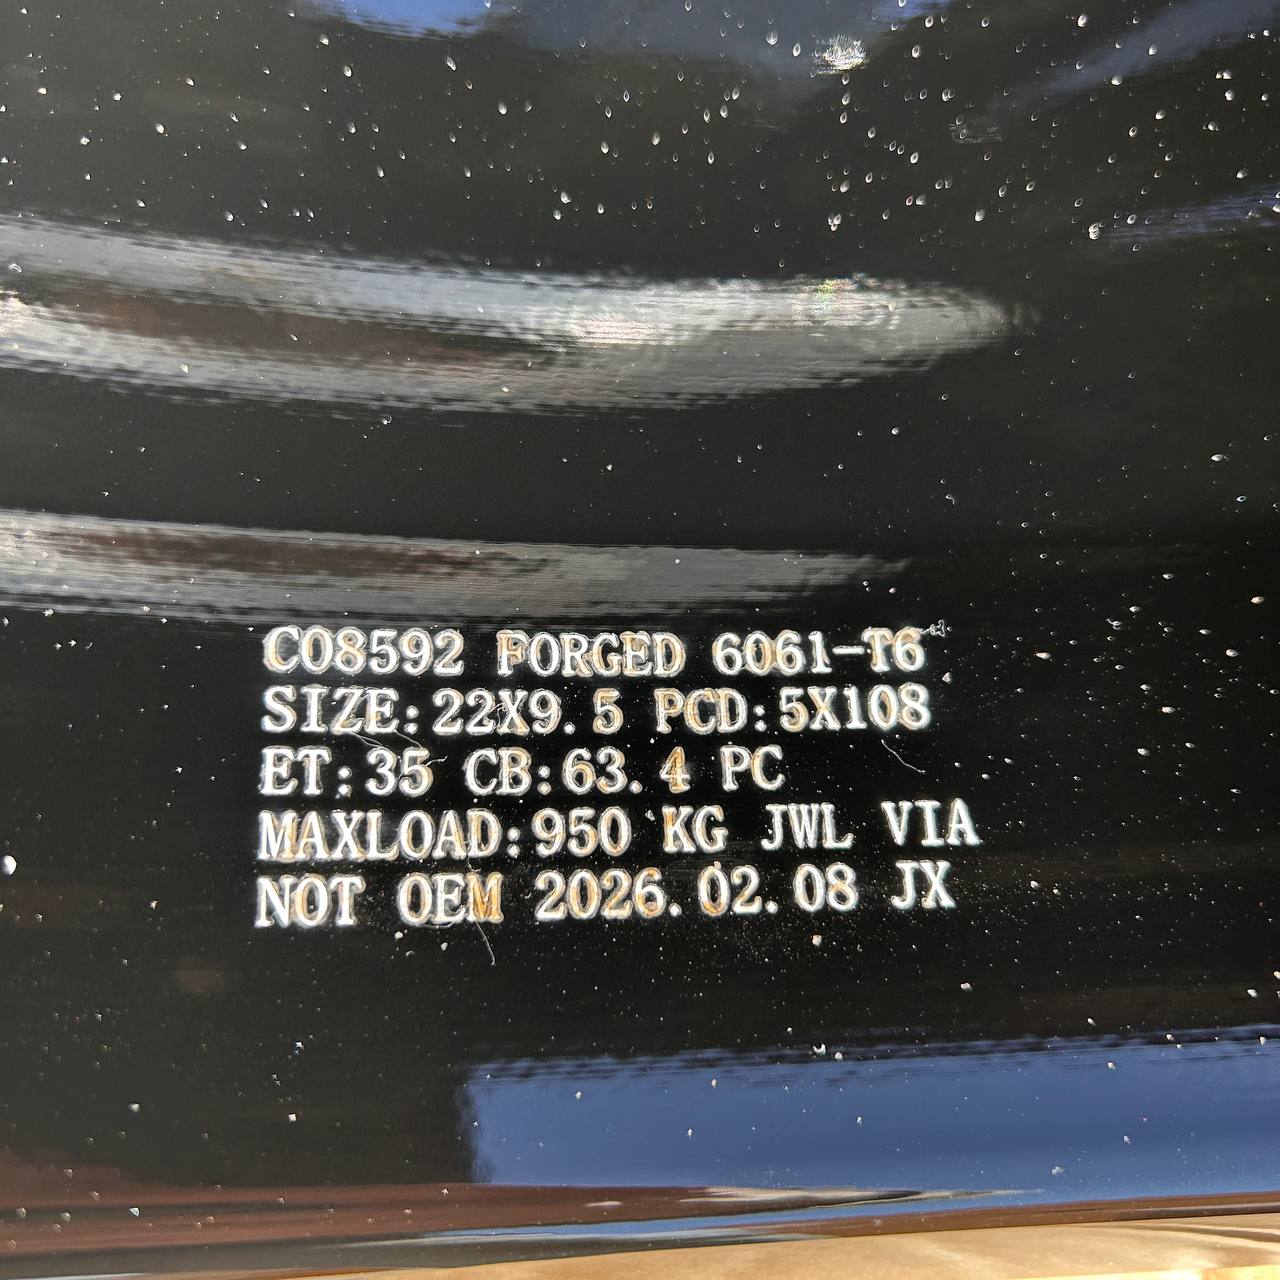 C08592 FORGED 6061-T6
SIZE:22X9.5 PCD:5X108
ET:35 CB:63.4 PC
MAXLOAD:950 KG JWL VIA
NOT OEM 2026.02.08 JX